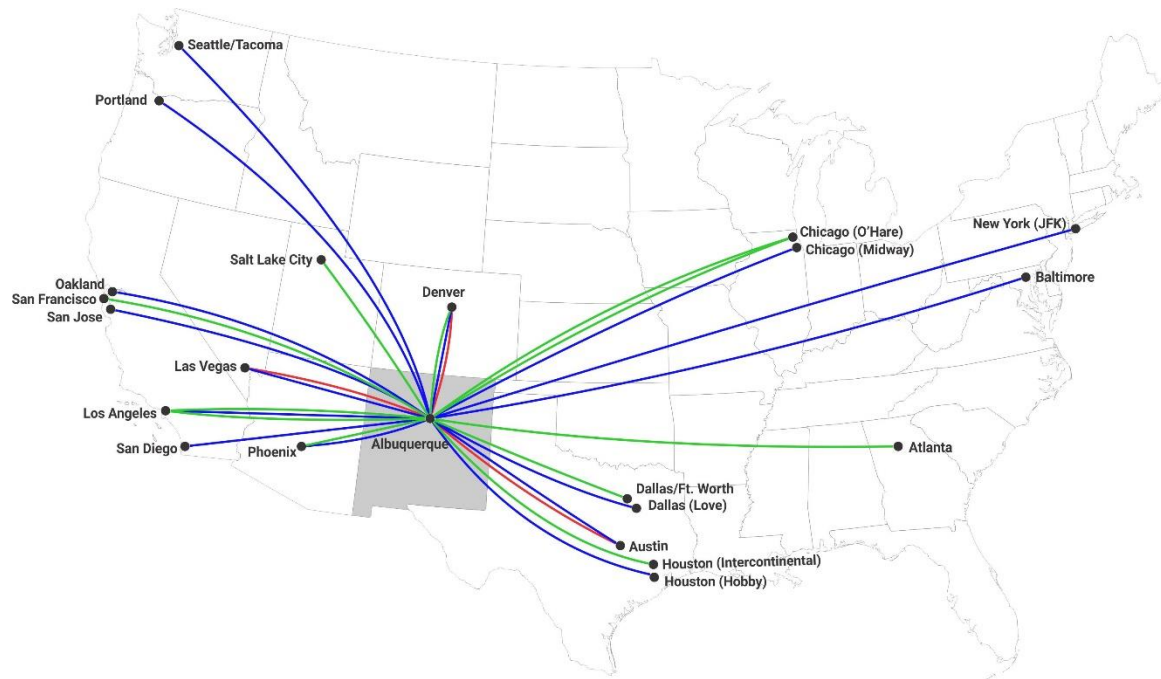 Seattle/Tacoma
Portland
New York (JFK)
Chicago (O'Hare)
Chicago (Midway)
Salt Lake City
Baltimore
Oakland
San Francisco
San Jose
Denver
Las Vegas
Los Angeles
Albuquerque
San Diego
Phoenix
Atlanta
Dallas/Ft. Worth
Dallas (Love)
Austin
Houston (Intercontinental)
Houston (Hobby)